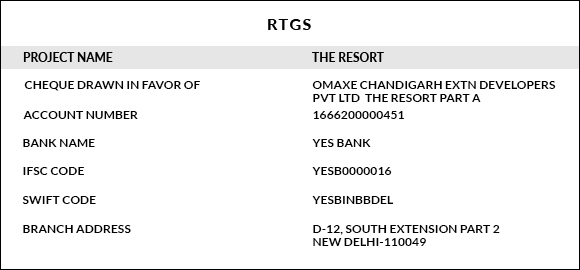 RTGS
PROJECT NAME THE RESORT
CHEQUE DRAWN IN FAVOR OF OMAXE CHANDIGARH EXTN DEVELOPERS
PVT LTD THE RESORT PART A
ACCOUNT NUMBER 1666200000451
BANK NAME YES BANK
IFSC CODE YESB0000016
SWIFT CODE YESBINBBDEL
BRANCH ADDRESS D-12, SOUTH EXTENSION PART 2
NEW DELHI-110049